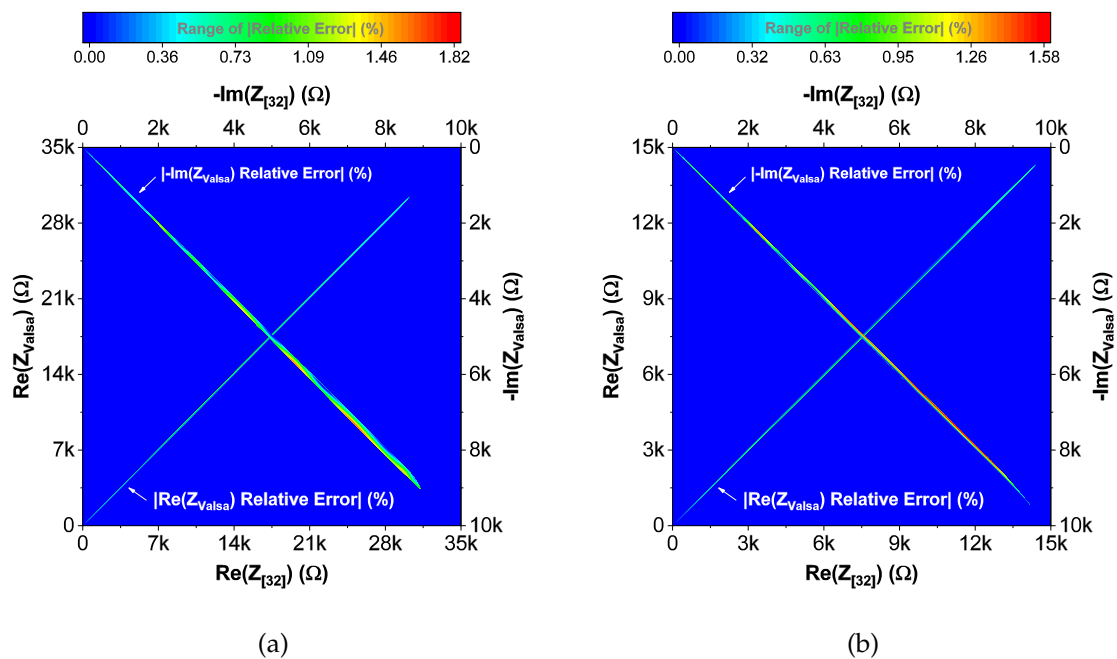 Range of |Relative Error| (%)
0.00 0.36 0.73 1.09 1.46 1.82
-Im(Z[32]) (Ω)
0 2k 4k 6k 8k 10k
35k
28k
21k
14k
7k
0
Re(ZValsa) (Ω)
0
2k
4k
6k
8k
10k
-Im(ZValsa) (Ω)
|-Im(ZValsa) Relative Error| (%)
|Re(ZValsa) Relative Error| (%)
0 7k 14k 21k 28k 35k
Re(Z[32]) (Ω)
(a)
Range of |Relative Error| (%)
0.00 0.32 0.63 0.95 1.26 1.58
-Im(Z[32]) (Ω)
0 2k 4k 6k 8k 10k
15k
12k
9k
6k
3k
0
Re(ZValsa) (Ω)
0
2k
4k
6k
8k
10k
-Im(ZValsa) (Ω)
|-Im(ZValsa) Relative Error| (%)
|Re(ZValsa) Relative Error| (%)
0 3k 6k 9k 12k 15k
Re(Z[32]) (Ω)
(b)